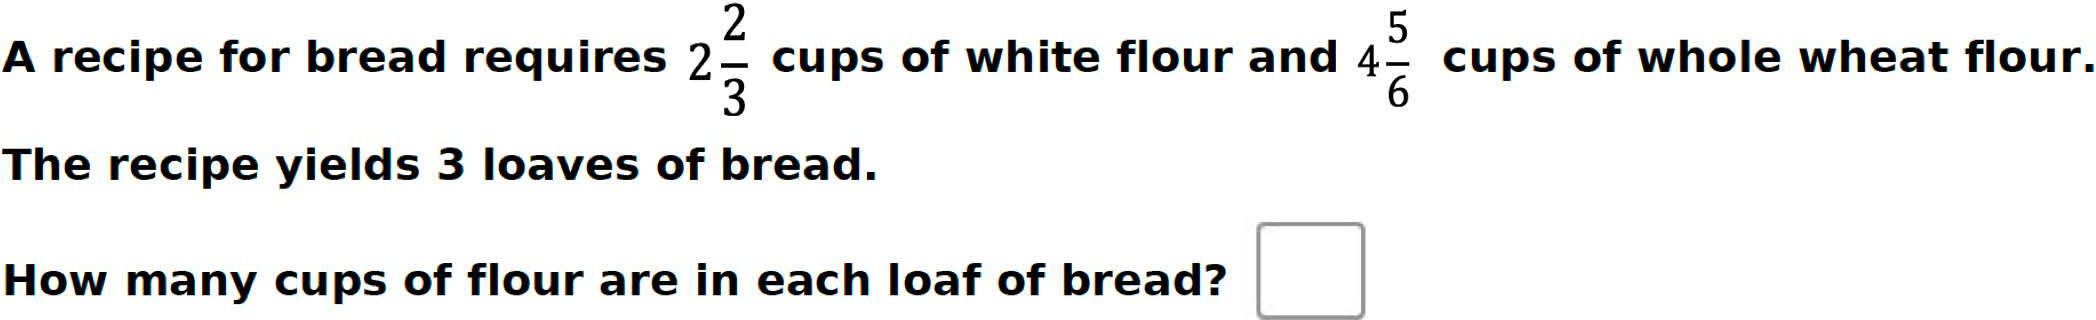 A recipe for bread requires 2 2/3 cups of white flour and 4 5/6 cups of whole wheat flour.
The recipe yields 3 loaves of bread.
How many cups of flour are in each loaf of bread?